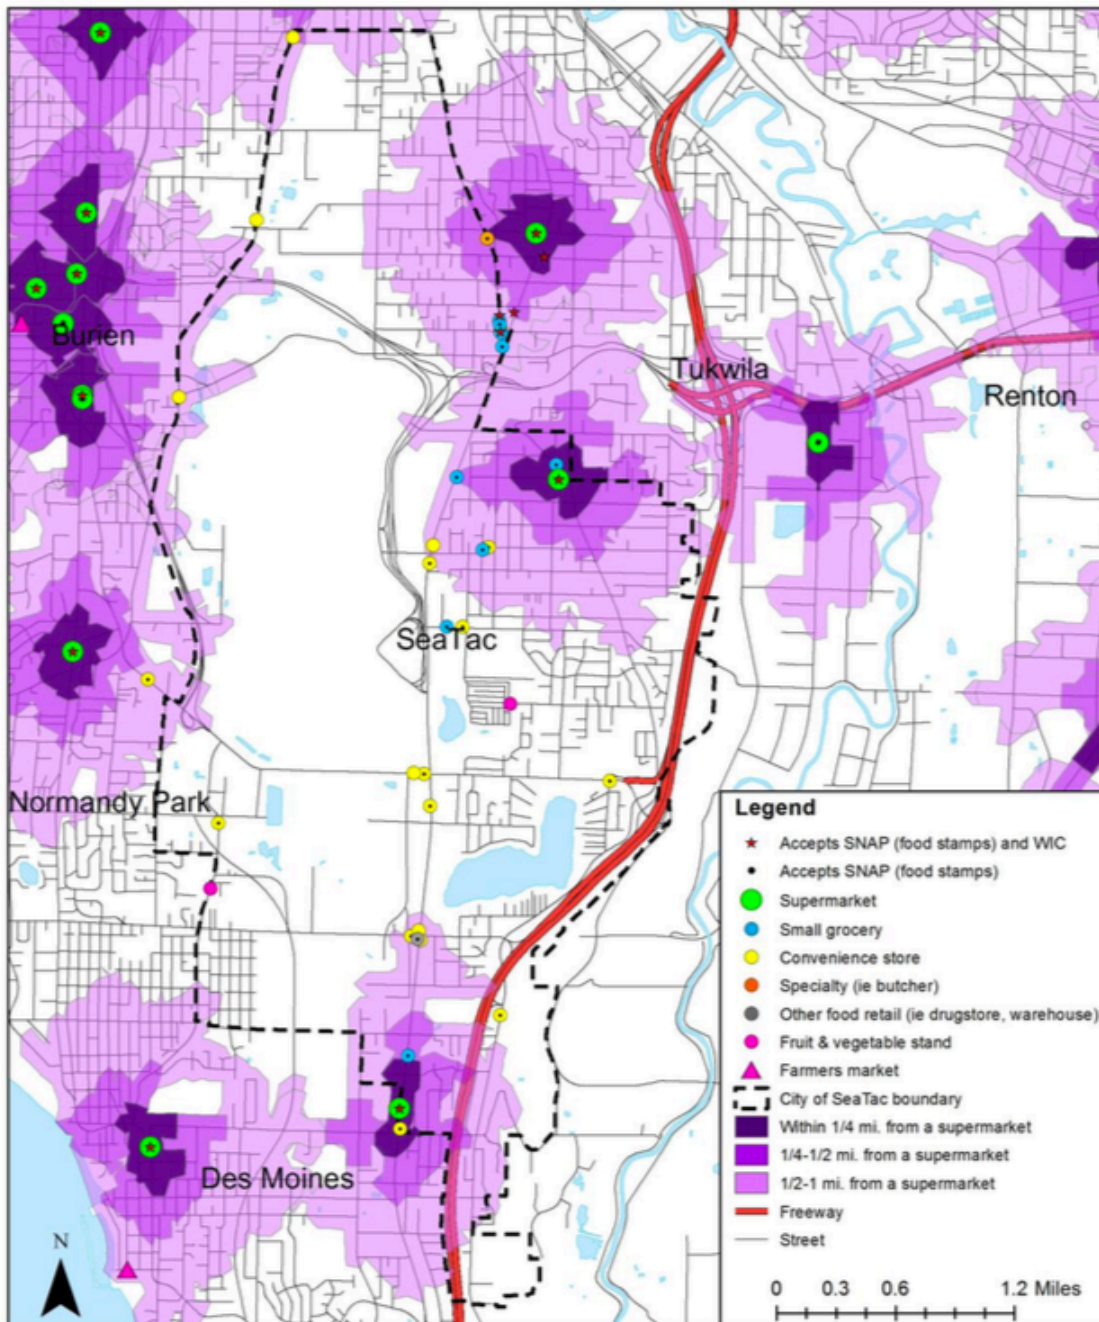 Burien
Tukwila
Renton
SeaTac
Normandy Park
Des Moines
N
Legend
Accepts SNAP (food stamps) and WIC
Accepts SNAP (food stamps)
Supermarket
Small grocery
Convenience store
Specialty (ie butcher)
Other food retail (ie drugstore, warehouse)
Fruit & vegetable stand
Farmers market
City of SeaTac boundary
Within 1/4 mi. from a supermarket
1/4-1/2 mi. from a supermarket
1/2-1 mi. from a supermarket
Freeway
Street
0 0.3 0.6 1.2 Miles